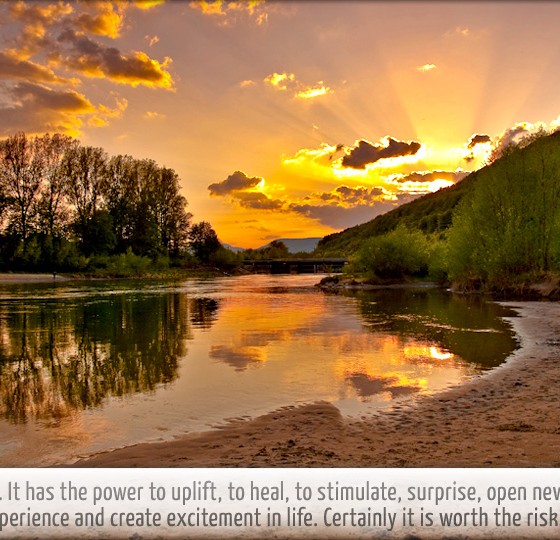 . It has the power to uplift, to heal, to stimulate, surprise, open new
perience and create excitement in life. Certainly it is worth the risk